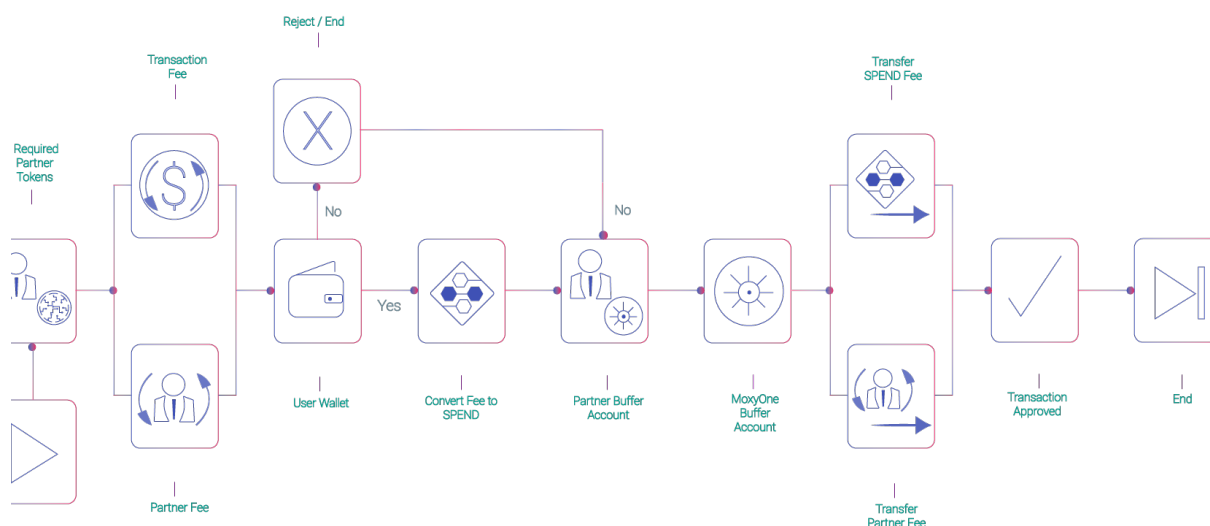 Reject / End
Transaction
Fee
Transfer
SPEND Fee
Required
Partner
Tokens
$
X
No
No
Yes
User Wallet
Convert Fee to
SPEND
Partner Buffer
Account
MoxyOne
Buffer
Account
Transaction
Approved
End
Partner Fee
Transfer
Partner Fee